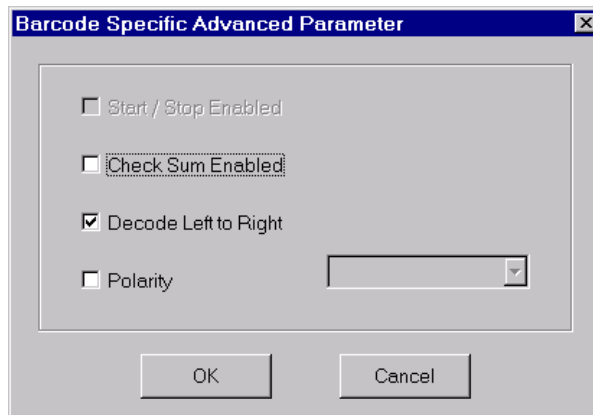 Barcode Specific Advanced Parameter
Start / Stop Enabled
Check Sum Enabled
Decode Left to Right
Polarity
OK Cancel